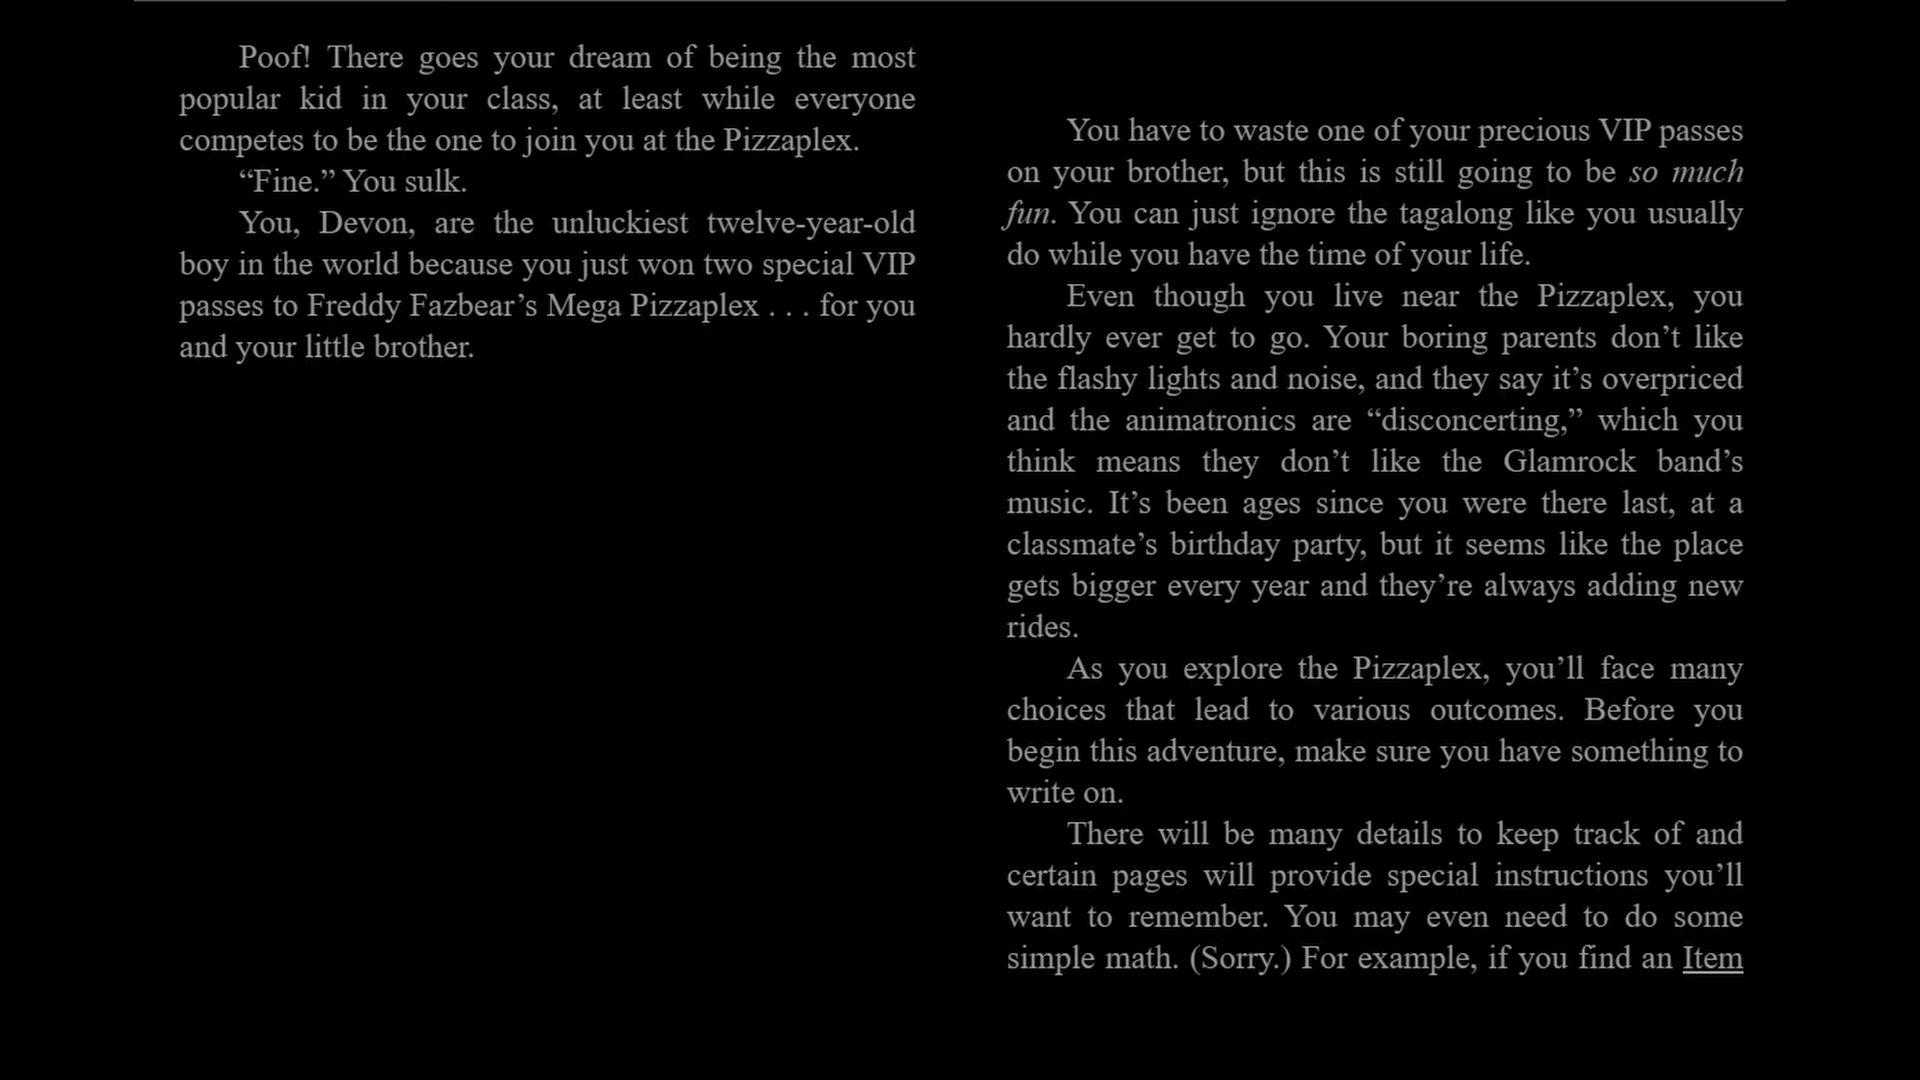 Poof! There goes your dream of being the most
popular kid in your class, at least while everyone
competes to be the one to join you at the Pizzaplex.
“Fine.” You sulk.
You, Devon, are the unluckiest twelve-year-old
boy in the world because you just won two special VIP
passes to Freddy Fazbear’s Mega Pizzaplex . . . for you
and your little brother.
You have to waste one of your precious VIP passes
on your brother, but this is still going to be so much
fun. You can just ignore the tagalong like you usually
do while you have the time of your life.
Even though you live near the Pizzaplex, you
hardly ever get to go. Your boring parents don’t like
the flashy lights and noise, and they say it’s overpriced
and the animatronics are “disconcerting,” which you
think means they don’t like the Glamrock band’s
music. It’s been ages since you were there last, at a
classmate’s birthday party, but it seems like the place
gets bigger every year and they’re always adding new
rides.
As you explore the Pizzaplex, you’ll face many
choices that lead to various outcomes. Before you
begin this adventure, make sure you have something to
write on.
There will be many details to keep track of and
certain pages will provide special instructions you’ll
want to remember. You may even need to do some
simple math. (Sorry.) For example, if you find an Item